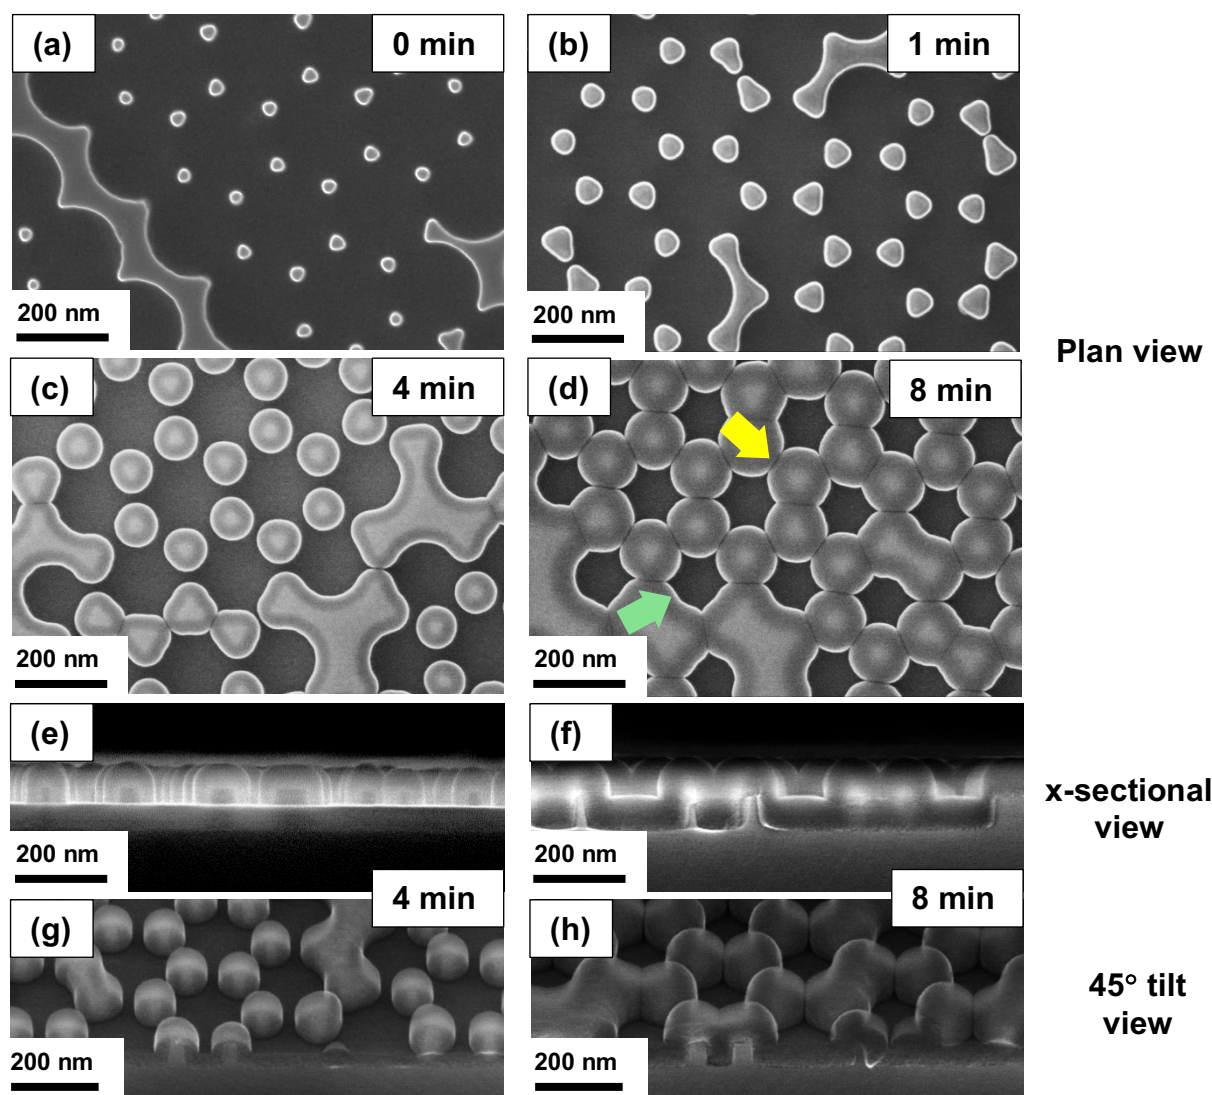 (a)
0 min
(b)
1 min
200 nm
200 nm
Plan view
(c)
4 min
(d)
8 min
200 nm
200 nm
(e)
(f)
x-sectional
view
200 nm
200 nm
4 min
8 min
(g)
(h)
45° tilt
view
200 nm
200 nm